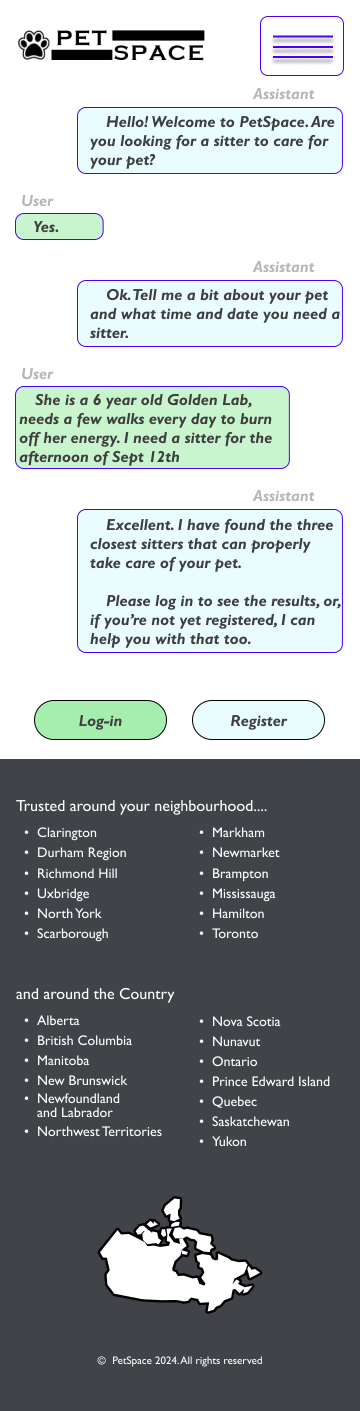 PET
SPACE
Assistant
Hello! Welcome to PetSpace. Are
you looking for a sitter to care for
your pet?
User
Yes.
Assistant
Ok. Tell me a bit about your pet
and what time and date you need a
sitter.
User
She is a 6 year old Golden Lab,
needs a few walks every day to burn
off her energy. I need a sitter for the
afternoon of Sept 12th
Assistant
Excellent. I have found the three
closest sitters that can properly
take care of your pet.
Please log in to see the results, or,
if you're not yet registered, I can
help you with that too.
Log-in
Register
Trusted around your neighbourhood....
• Clarington
• Durham Region
• Richmond Hill
• Uxbridge
• North York
• Scarborough
• Markham
• Newmarket
• Brampton
• Mississauga
• Hamilton
• Toronto
and around the Country
• Alberta
• British Columbia
• Manitoba
• New Brunswick
• Newfoundland
and Labrador
• Northwest Territories
• Nova Scotia
• Nunavut
• Ontario
• Prince Edward Island
• Quebec
• Saskatchewan
• Yukon
© PetSpace 2024. All rights reserved